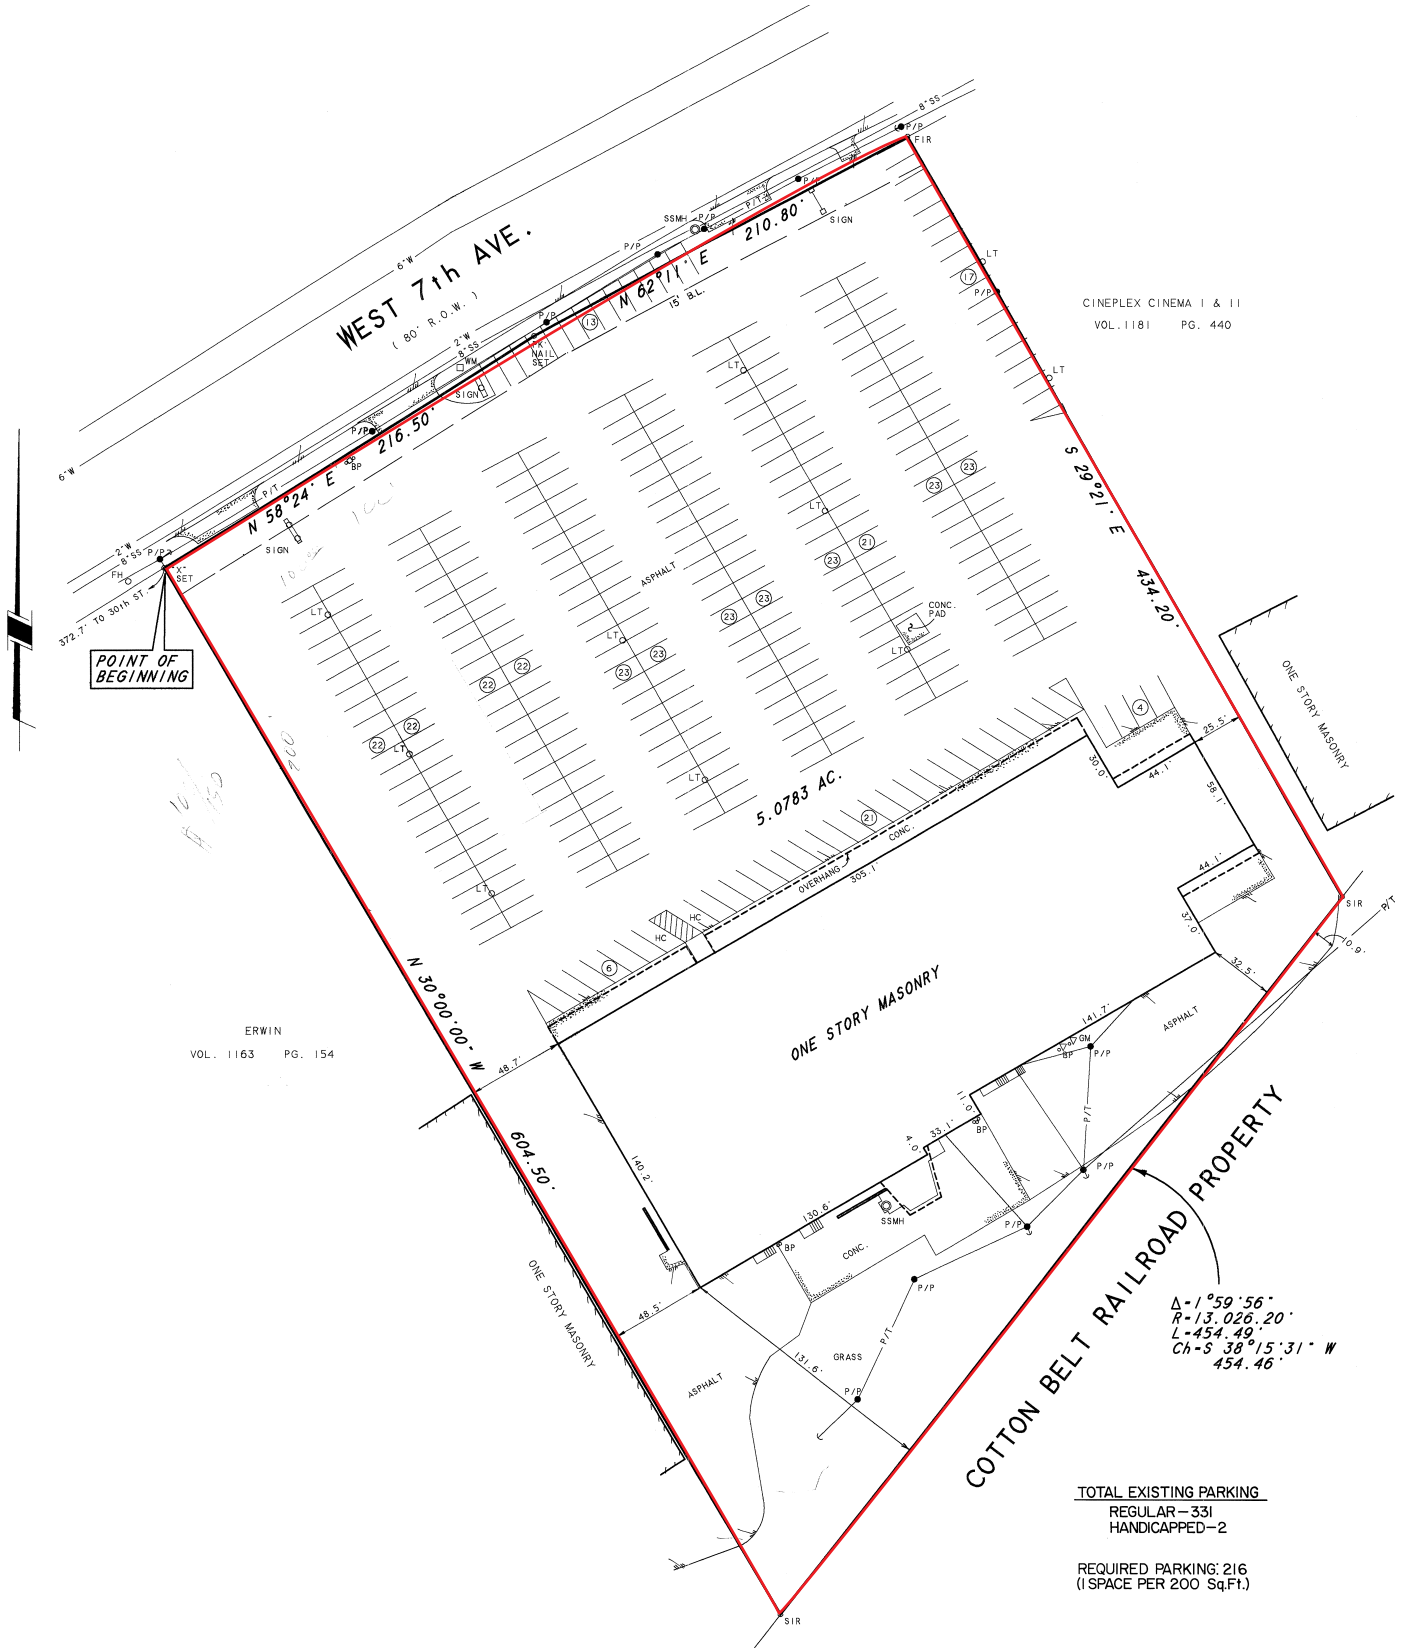 8"SS
P/P
FIR
P/P
SSMH
P/P
P/T
SIGN
210.80'
WEST 7th AVE.
( 80' R.O.W. )
6"W
P/P
N 62°11' E
15' B.L.
LT
17
P/P
CINEPLEX CINEMA I & II
VOL. 1181 PG. 440
13
P/P
"PK"
NAIL
SET
2"W
8"SS
WM
SIGN
LT
LT
P/P
216.50'
BP
6"W
P/T
N 58°24' E
100'
SIGN
S 29°21' E
23
23
LT
2"W
8"SS
P/P
FH
"X"
SET
372.7' TO 30th ST.
21
23
ASPHALT
434.20'
POINT OF
BEGINNING
LT
LT
23
23
CONC.
PAD
LT
22
22
23
23
ONE STORY MASONRY
22
22
LT
4
25.5'
200'
LT
30.0'
44.1'
58.1'
5.0783 AC.
21
CONC.
OVERHANG
305.1'
44.1'
LT
HC
HC
37.0'
SIR
P/T
10.9'
6
32.5'
N 30°00'00" W
ONE STORY MASONRY
141.7'
ASPHALT
ERWIN
VOL. 1163 PG. 154
48.7'
GM
BP
P/P
11.0'
P/T
BP
33.1'
4.0'
604.50'
140.2'
P/P
130.6'
SSMH
P/P
BP
CONC.
COTTON BELT RAILROAD PROPERTY
ONE STORY MASONRY
48.5'
P/P
P/T
Δ-1°59'56"
R-13,026.20'
L-454.49'
Ch-S 38°15'31" W
454.46'
131.6'
GRASS
ASPHALT
P/P
TOTAL EXISTING PARKING
REGULAR-331
HANDICAPPED-2
REQUIRED PARKING: 216
(1 SPACE PER 200 Sq.Ft.)
SIR